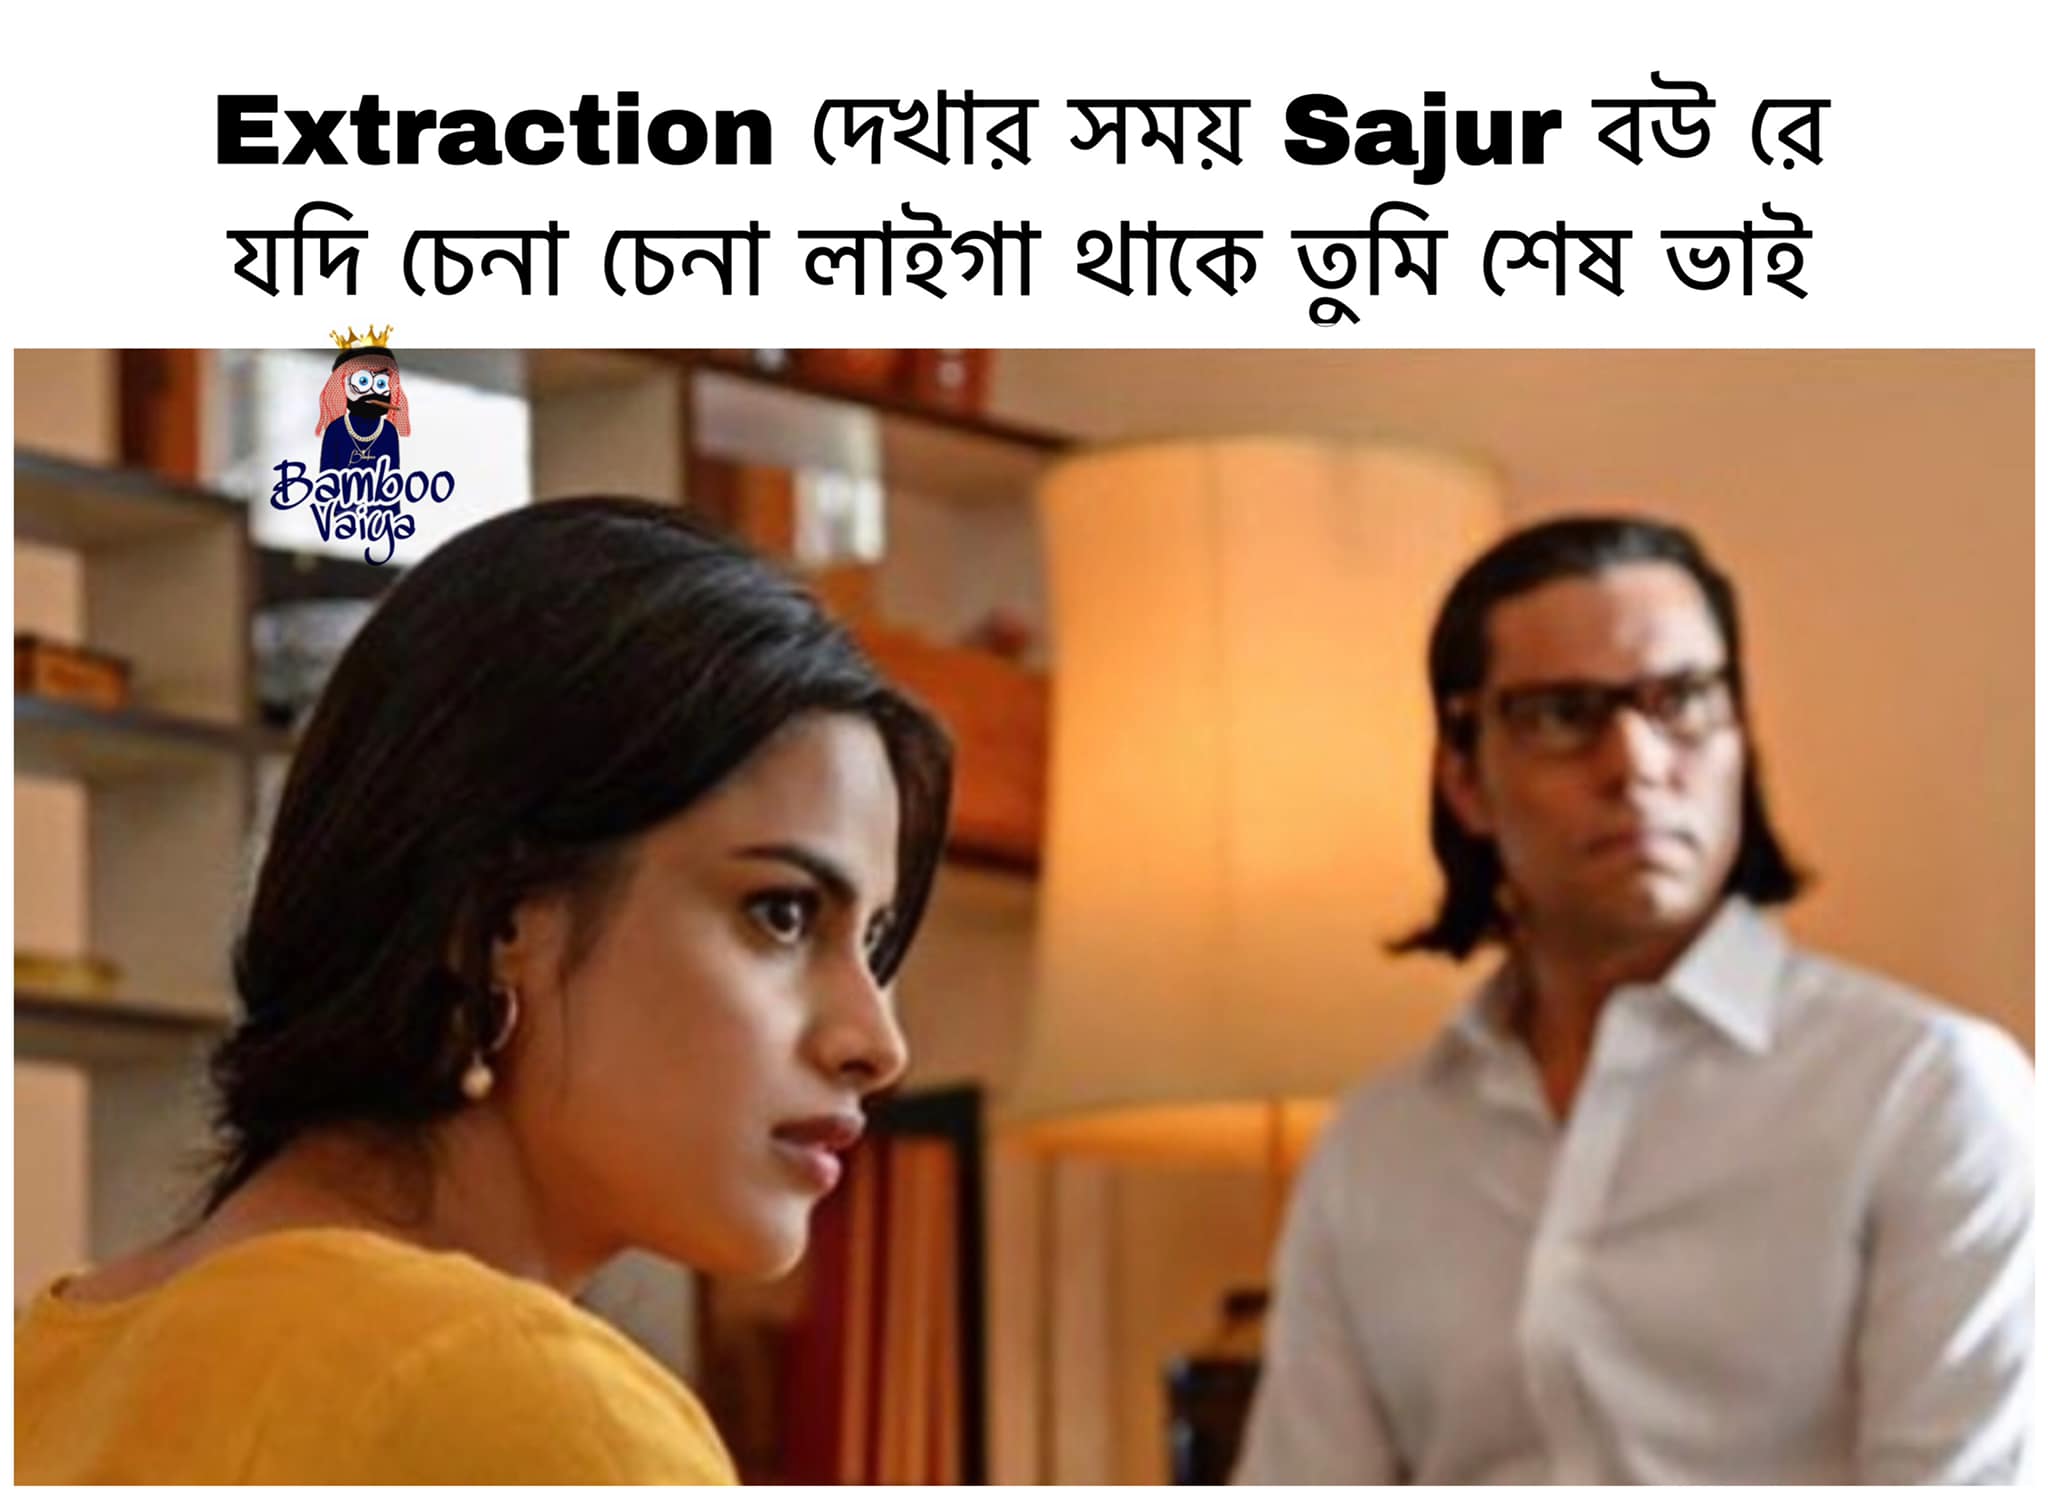 Extraction দেখার সময় Sajur বউ রে
যদি চেনা চেনা লাইগা থাকে তুমি শেষ ভাই
Bamboo
Vaiya